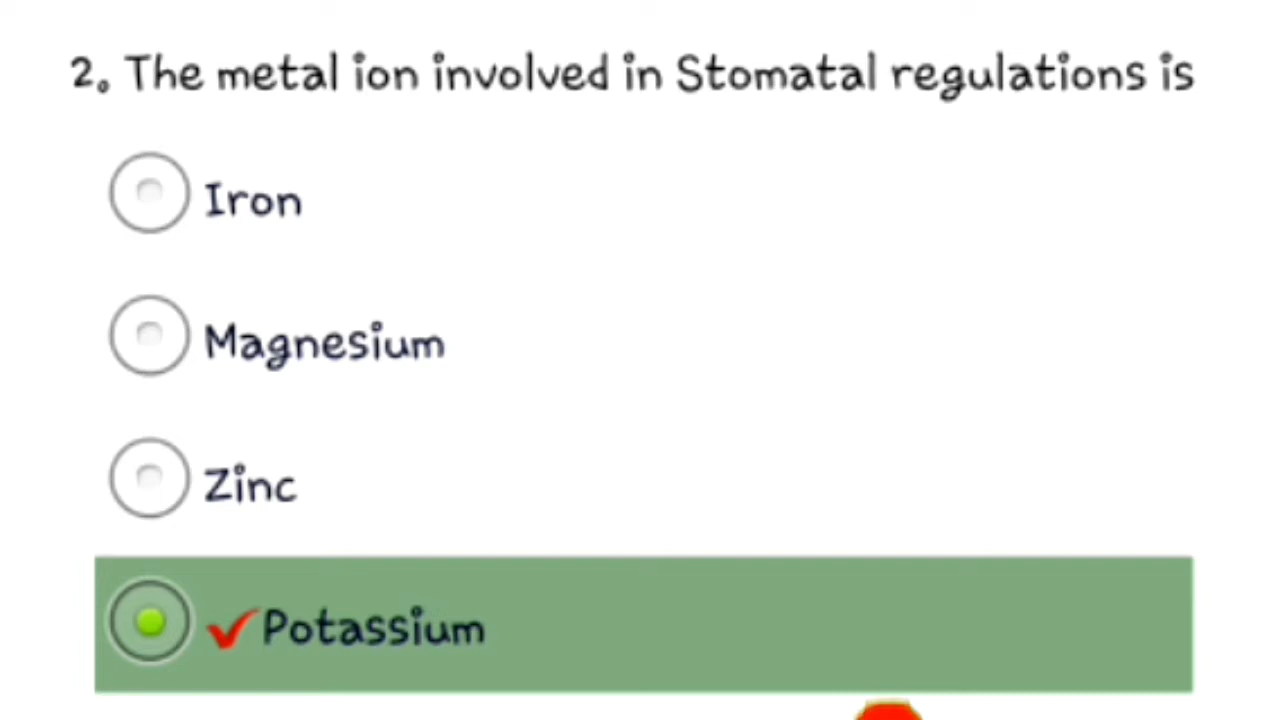 2. The metal ion involved in Stomatal regulations is
Iron
Magnesium
Zinc
Potassium